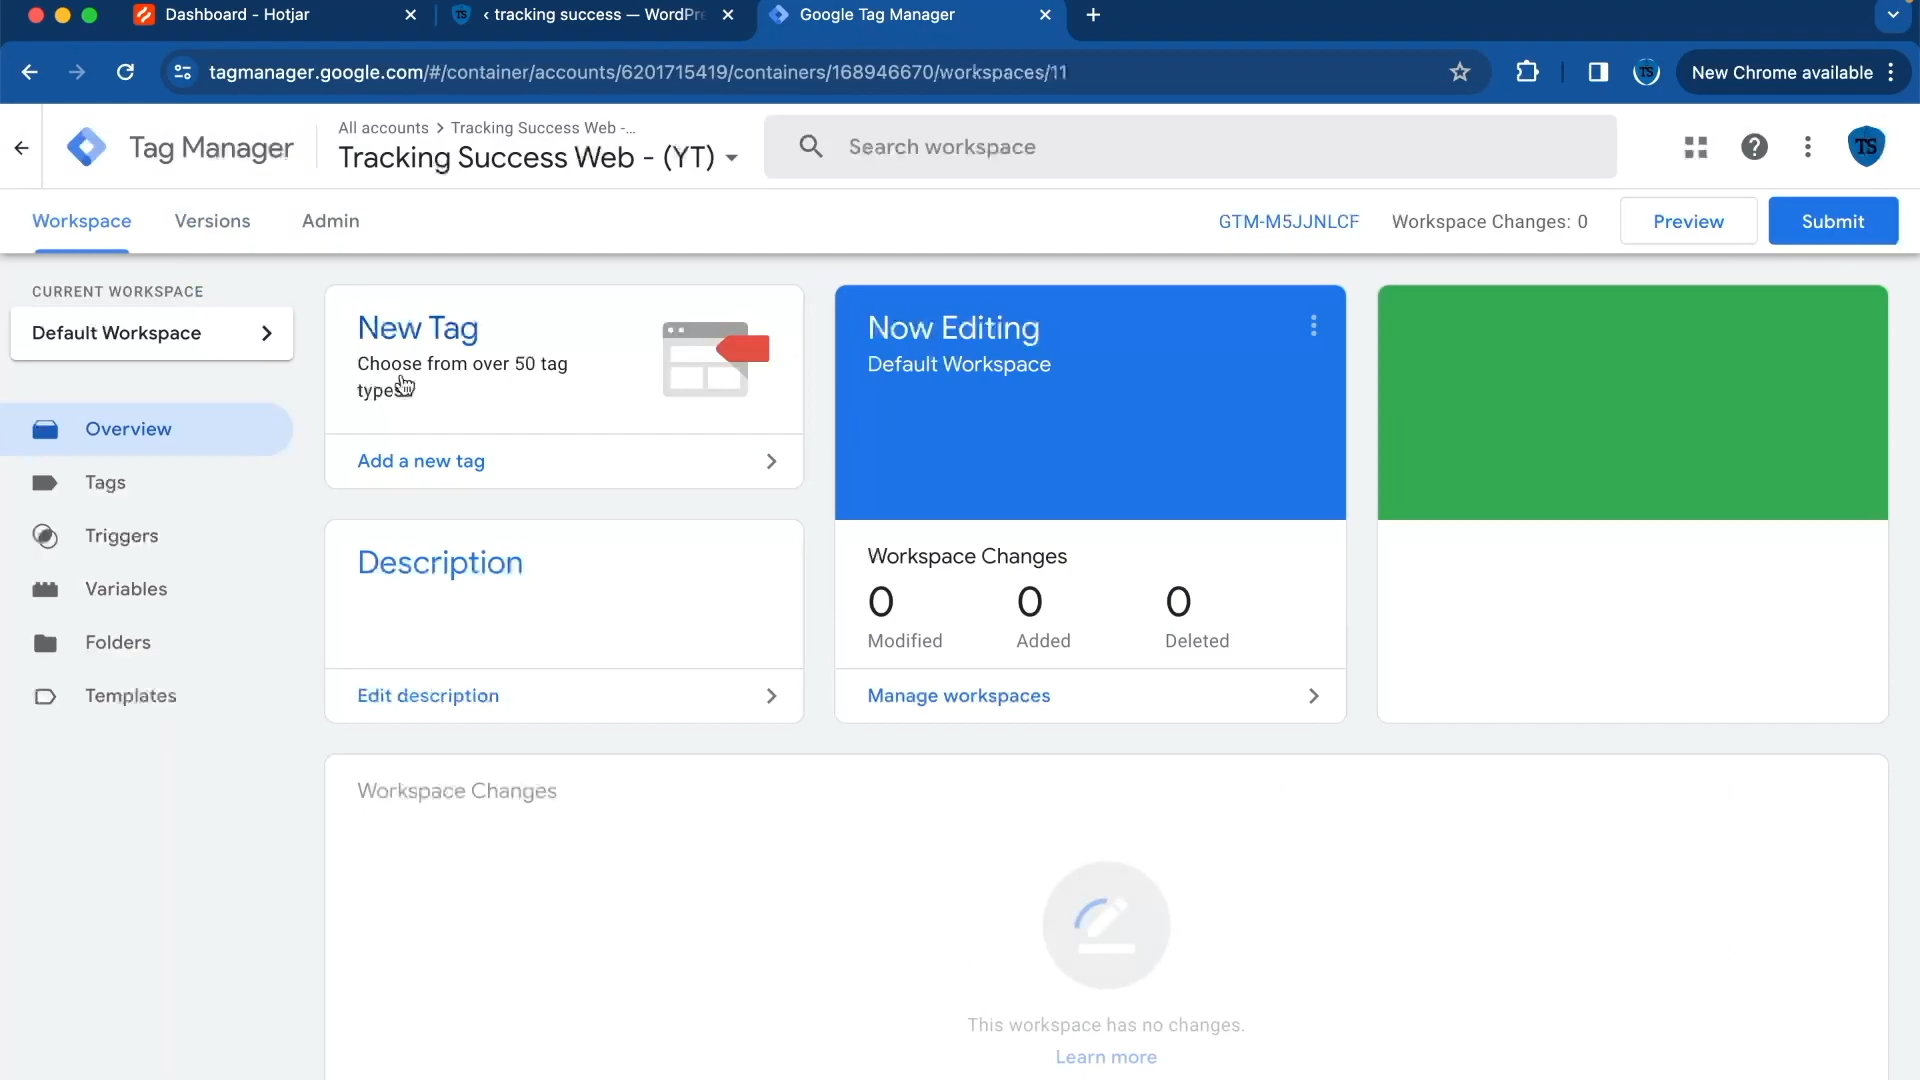 Dashboard - Hotjar
‹ tracking success — WordPre
Google Tag Manager
tagmanager.google.com/#/container/accounts/6201715419/containers/168946670/workspaces/11
TS
New Chrome available
Tag Manager
All accounts > Tracking Success Web -...
Tracking Success Web - (YT)
Search workspace
TS
Workspace
Versions
Admin
GTM-M5JJNLCF
Workspace Changes: 0
Preview
Submit
CURRENT WORKSPACE
Default Workspace
Overview
Tags
Triggers
Variables
Folders
Templates
New Tag
Choose from over 50 tag
types
Add a new tag
Description
Edit description
Now Editing
Default Workspace
Workspace Changes
0 0 0
Modified Added Deleted
Manage workspaces
Workspace Changes
This workspace has no changes.
Learn more